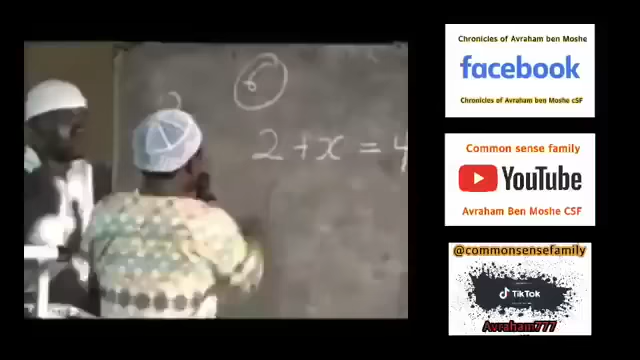 6
2 + x = 4
Chronicles of Avraham ben Moshe
facebook
Chronicles of Avraham ben Moshe cSF
Common sense family
YouTube
Avraham Ben Moshe CSF
@commonsensefamily
TikTok
Avraham777